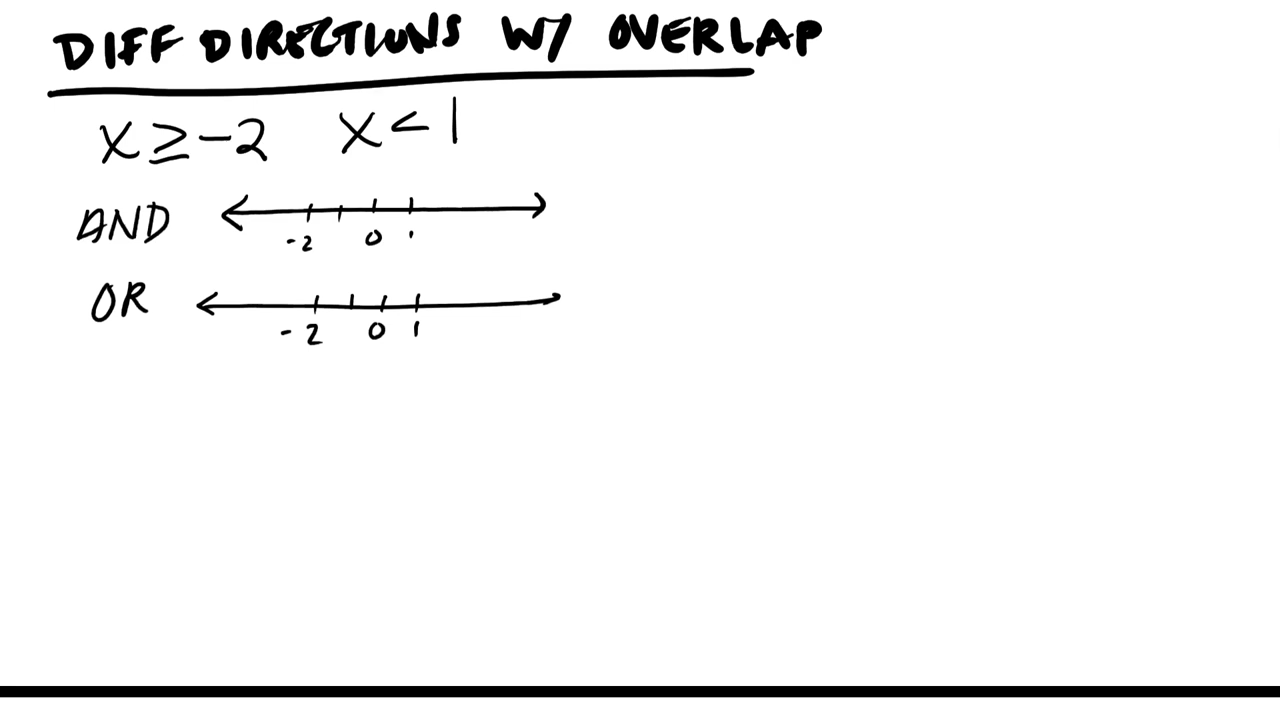 DIFF DIRECTIONS W/ OVERLAP
x ≥ -2 x < 1
AND
-2 0 1
OR
-2 0 1